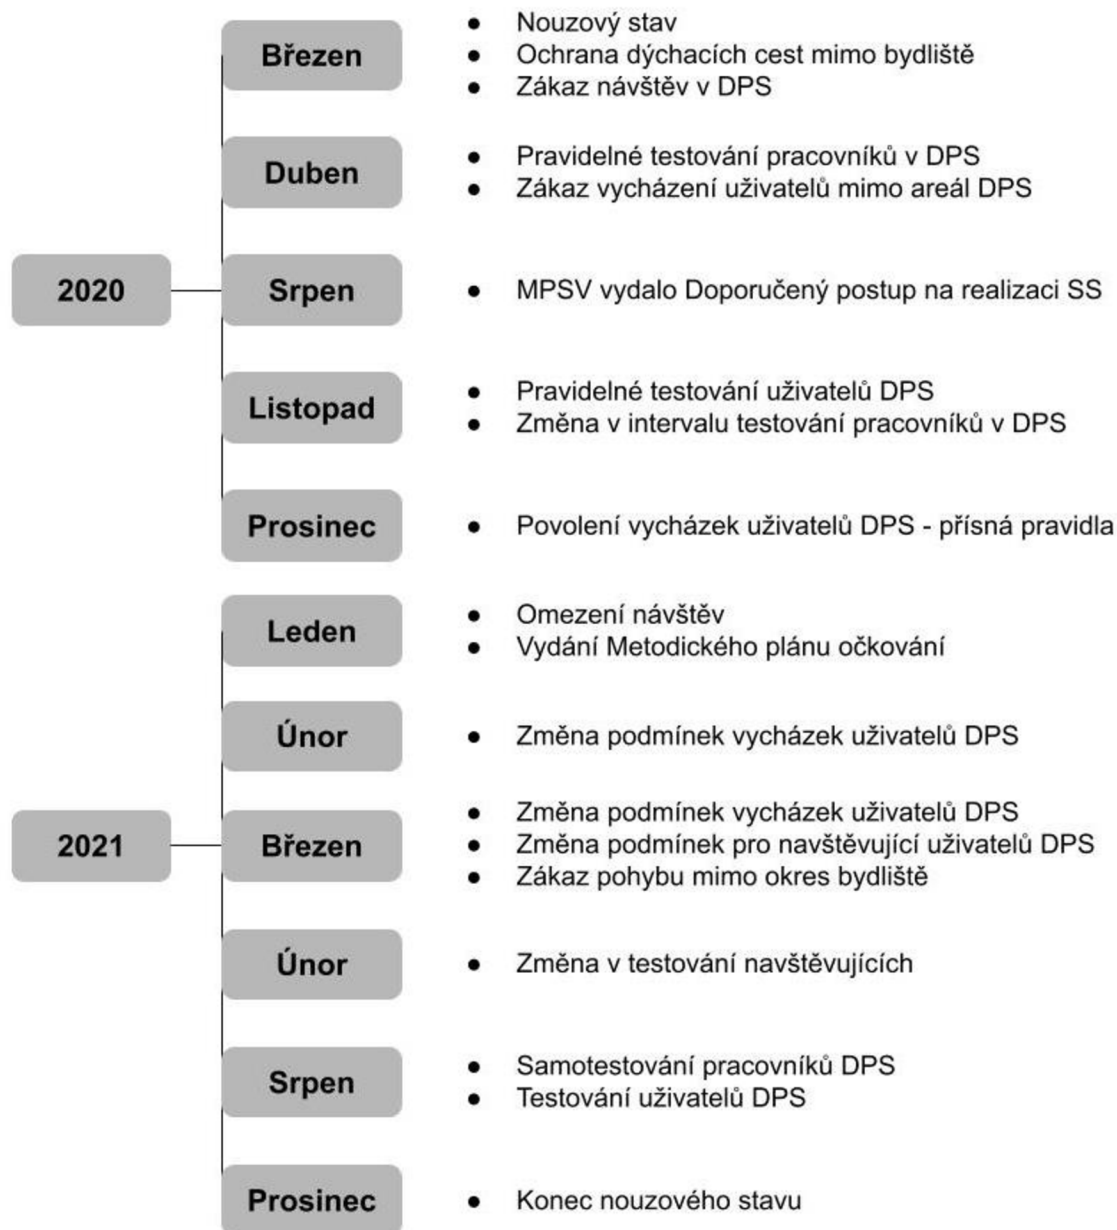 Březen
● Nouzový stav
● Ochrana dýchacích cest mimo bydliště
● Zákaz návštěv v DPS
Duben
● Pravidelné testování pracovníků v DPS
● Zákaz vycházení uživatelů mimo areál DPS
2020
Srpen
● MPSV vydalo Doporučený postup na realizaci SS
Listopad
● Pravidelné testování uživatelů DPS
● Změna v intervalu testování pracovníků v DPS
Prosinec
● Povolení vycházek uživatelů DPS - přísná pravidla
Leden
● Omezení návštěv
● Vydání Metodického plánu očkování
Únor
● Změna podmínek vycházek uživatelů DPS
2021
Březen
● Změna podmínek vycházek uživatelů DPS
● Změna podmínek pro navštěvující uživatelů DPS
● Zákaz pohybu mimo okres bydliště
Únor
● Změna v testování navštěvujících
Srpen
● Samotestování pracovníků DPS
● Testování uživatelů DPS
Prosinec
● Konec nouzového stavu